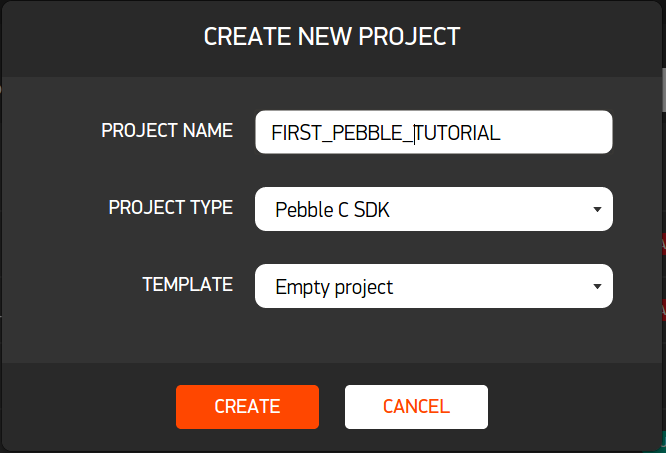 CREATE NEW PROJECT
PROJECT NAME FIRST_PEBBLE_TUTORIAL
PROJECT TYPE Pebble C SDK
TEMPLATE Empty project
CREATE CANCEL